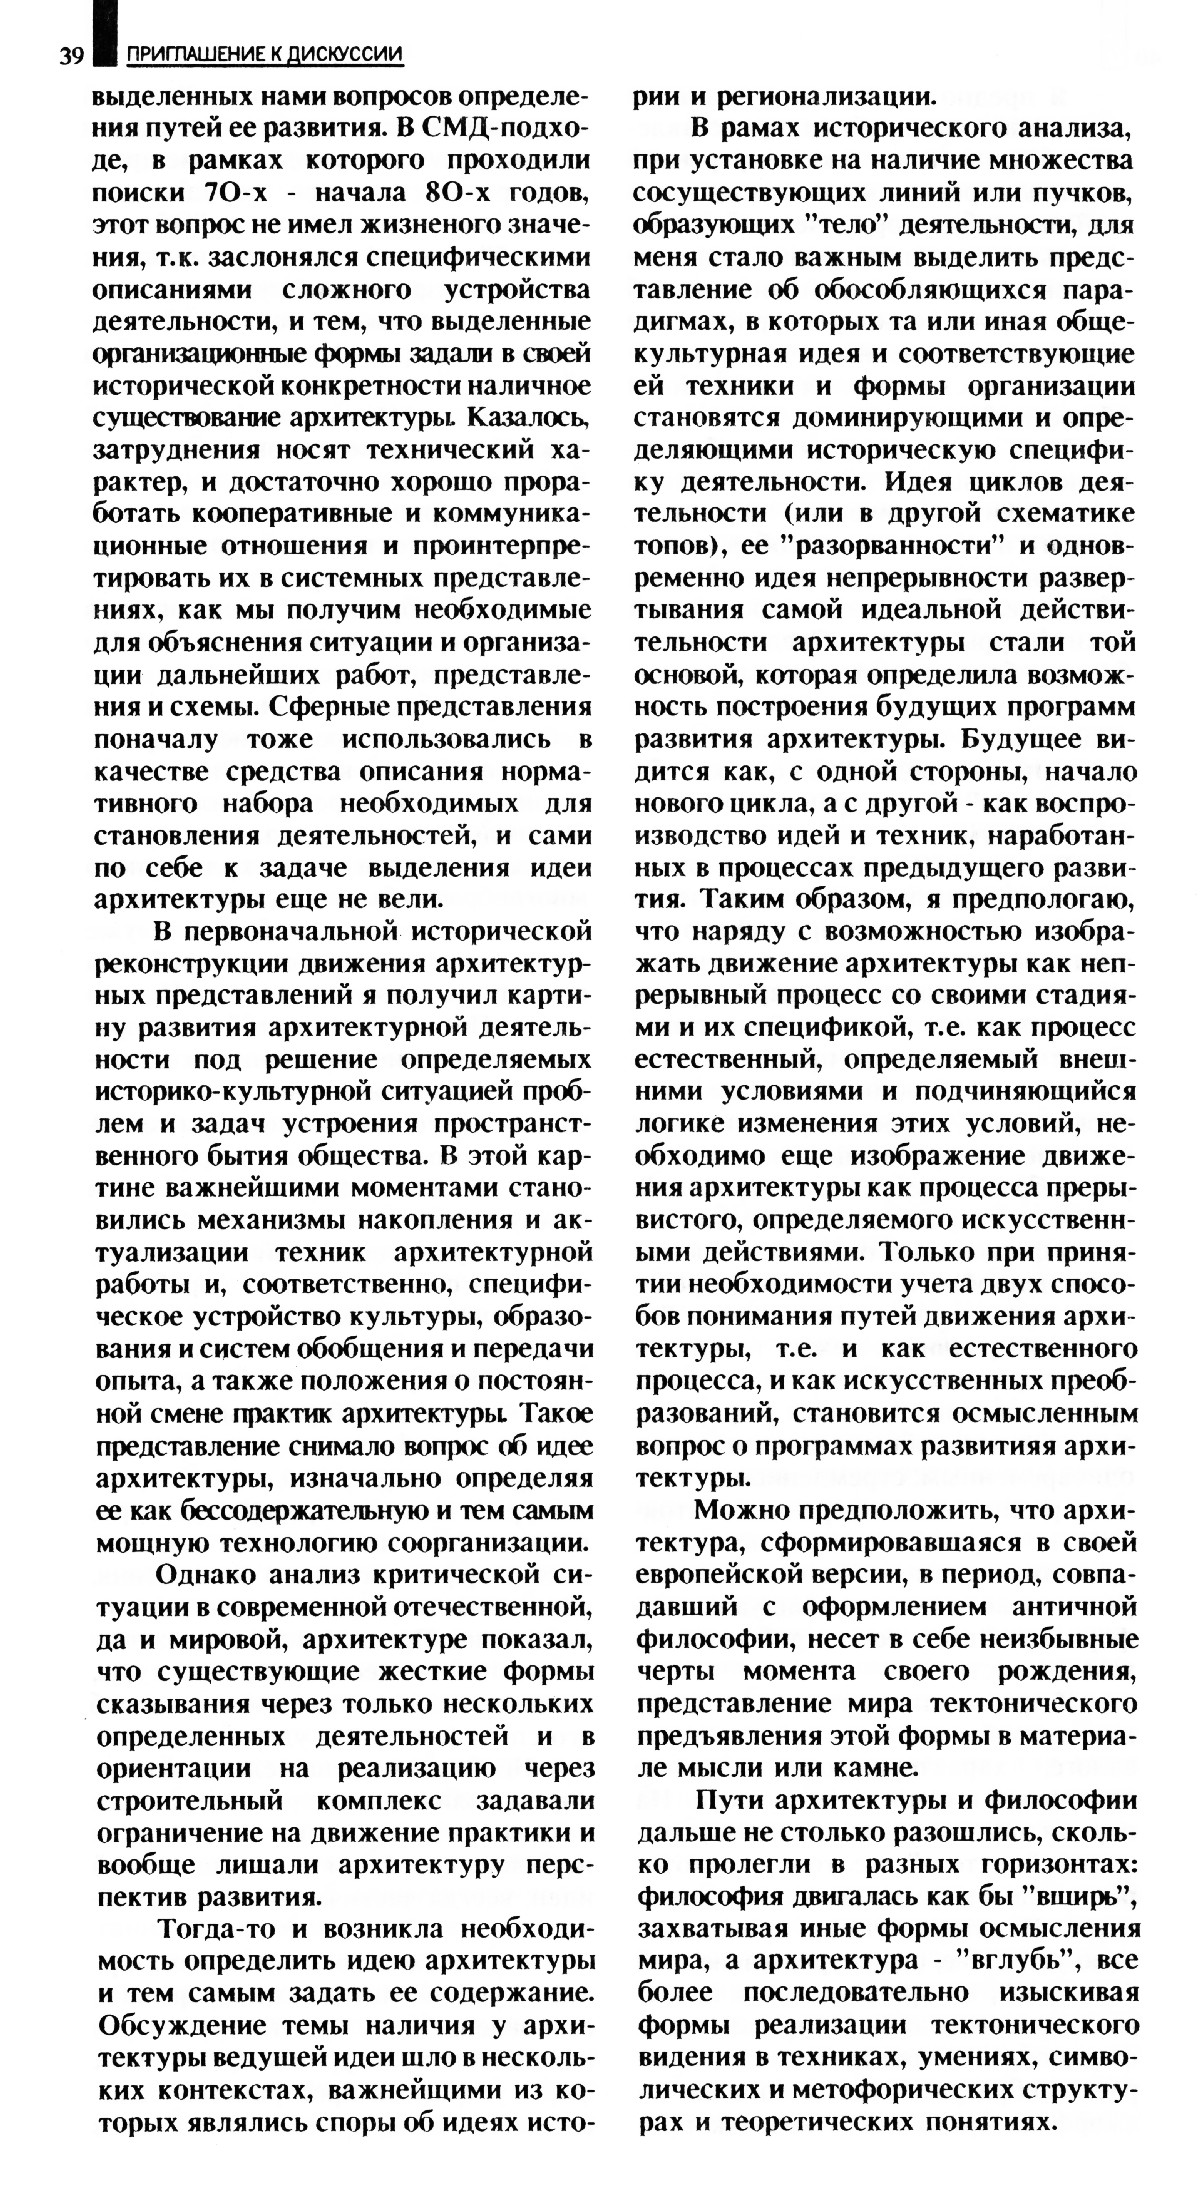 39 ПРИГЛАШЕНИЕ К ДИСКУССИИ
выделенных нами вопросов определе-
ния путей ее развития. В СМД-подхо-
де, в рамках которого проходили
поиски 7О-х - начала 8О-х годов,
этот вопрос не имел жизненого значе-
ния, т.к. заслонялся специфическими
описаниями сложного устройства
деятельности, и тем, что выделенные
организационные формы задали в своей
исторической конкретности наличное
существование архитектуры. Казалось,
затруднения носят технический ха-
рактер, и достаточно хорошо прора-
ботать кооперативные и коммуника-
ционные отношения и проинтерпре-
тировать их в системных представле-
ниях, как мы получим необходимые
для объяснения ситуации и организа-
ции дальнейших работ, представле-
ния и схемы. Сферные представления
поначалу тоже использовались в
качестве средства описания норма-
тивного набора необходимых для
становления деятельностей, и сами
по себе к задаче выделения идеи
архитектуры еще не вели.
В первоначальной исторической
реконструкции движения архитектур-
ных представлений я получил карти-
ну развития архитектурной деятель-
ности под решение определяемых
историко-культурной ситуацией проб-
лем и задач устроения пространст-
венного бытия общества. В этой кар-
тине важнейшими моментами стано-
вились механизмы накопления и ак-
туализации техник архитектурной
работы и, соответственно, специфи-
ческое устройство культуры, образо-
вания и систем обобщения и передачи
опыта, а также положения о постоян-
ной смене практик архитектуры. Такое
представление снимало вопрос об идее
архитектуры, изначально определяя
ее как бессодержательную и тем самым
мощную технологию соорганизации.
Однако анализ критической си-
туации в современной отечественной,
да и мировой, архитектуре показал,
что существующие жесткие формы
сказывания через только нескольких
определенных деятельностей и в
ориентации на реализацию через
строительный комплекс задавали
ограничение на движение практики и
вообще лишали архитектуру перс-
пектив развития.
Тогда-то и возникла необходи-
мость определить идею архитектуры
и тем самым задать ее содержание.
Обсуждение темы наличия у архи-
тектуры ведушей идеи шло в несколь-
ких контекстах, важнейщими из ко-
торых являлись споры об идеях исто-
рии и регионализации.
В рамах исторического анализа,
при установке на наличие множества
сосуществующих линий или пучков,
образующих ”тело” деятельности, для
меня стало важным выделить предс-
тавление об обособляющихся пара-
дигмах, в которых та или иная обще-
культурная идея и соответствующие
ей техники и формы организации
становятся доминирующими и опре-
деляющими историческую специфи-
ку деятельности. Идея циклов дея-
тельности (или в другой схематике
топов), ее ”разорванности” и однов-
ременно идея непрерывности развер-
тывания самой идеальной действи-
тельности архитектуры стали той
основой, которая определила возмож-
ность построения будущих программ
развития архитектуры. Будущее ви-
дится как, с одной стороны, начало
нового цикла, а с другой - как воспро-
изводство идей и техник, наработан-
ных в процессах предыдущего разви-
тия. Таким образом, я предпологаю,
что наряду с возможностью изобра-
жать движение архитектуры как неп-
рерывный процесс со своими стадия-
ми и их спецификой, т.е. как процесс
естественный, определяемый внеш-
ними условиями и подчиняющийся
логике изменения этих условий, не-
обходимо еще изображение движе-
ния архитектуры как процесса преры-
вистого, определяемого искусственн-
ыми действиями. Только при приня-
тии необходимости учета двух спосо-
бов понимания путей движения архи-
тектуры, т.е. и как естественного
процесса, и как искусственных преоб-
разований, становится осмысленным
вопрос о программах развитияя архи-
тектуры.
Можно предположить, что архи-
тектура, сформировавшаяся в своей
европейской версии, в период, совпа-
давший с оформлением античной
философии, несет в себе неизбывные
черты момента своего рождения,
представление мира тектонического
предъявления этой формы в материа-
ле мысли или камне.
Пути архитектуры и философии
дальше не столько разошлись, сколь-
ко пролегли в разных горизонтах:
философия двигалась как бы ”вширь”,
захватывая иные формы осмысления
мира, а архитектура - ”вглубь”, все
более последовательно изыскивая
формы реализации тектонического
видения в техниках, умениях, симво-
лических и метофорических структу-
рах и теоретических понятиях.